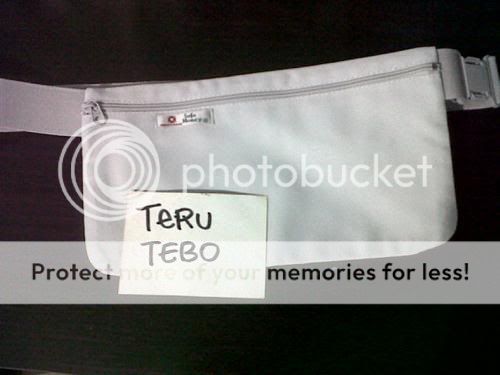 photobucket
TERU
TEBO
Protect more of your memories for less!